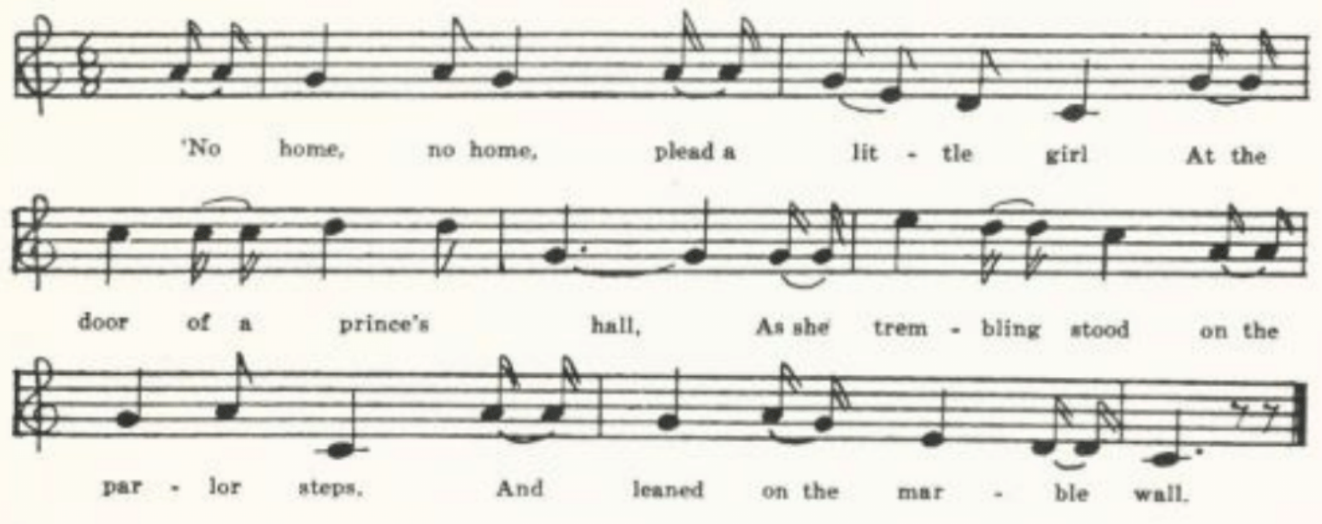 'No home, no home, plead a lit - tle girl At the
door of a prince's hall, As she trem - bling stood on the
par - lor steps, And leaned on the mar - ble wall.